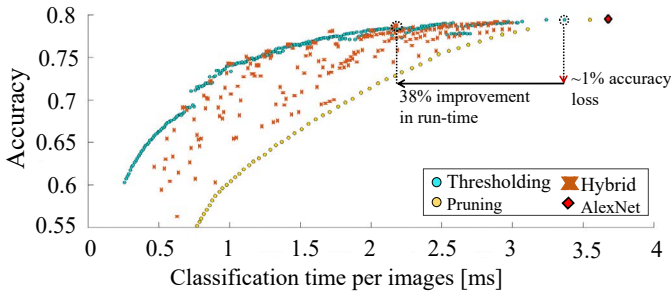 0.8
0.75
0.7
0.65
0.6
0.55
Accuracy
0 0.5 1 1.5 2 2.5 3 3.5 4
Classification time per images [ms]
~1% accuracy
loss
38% improvement
in run-time
Thresholding Hybrid
Pruning AlexNet